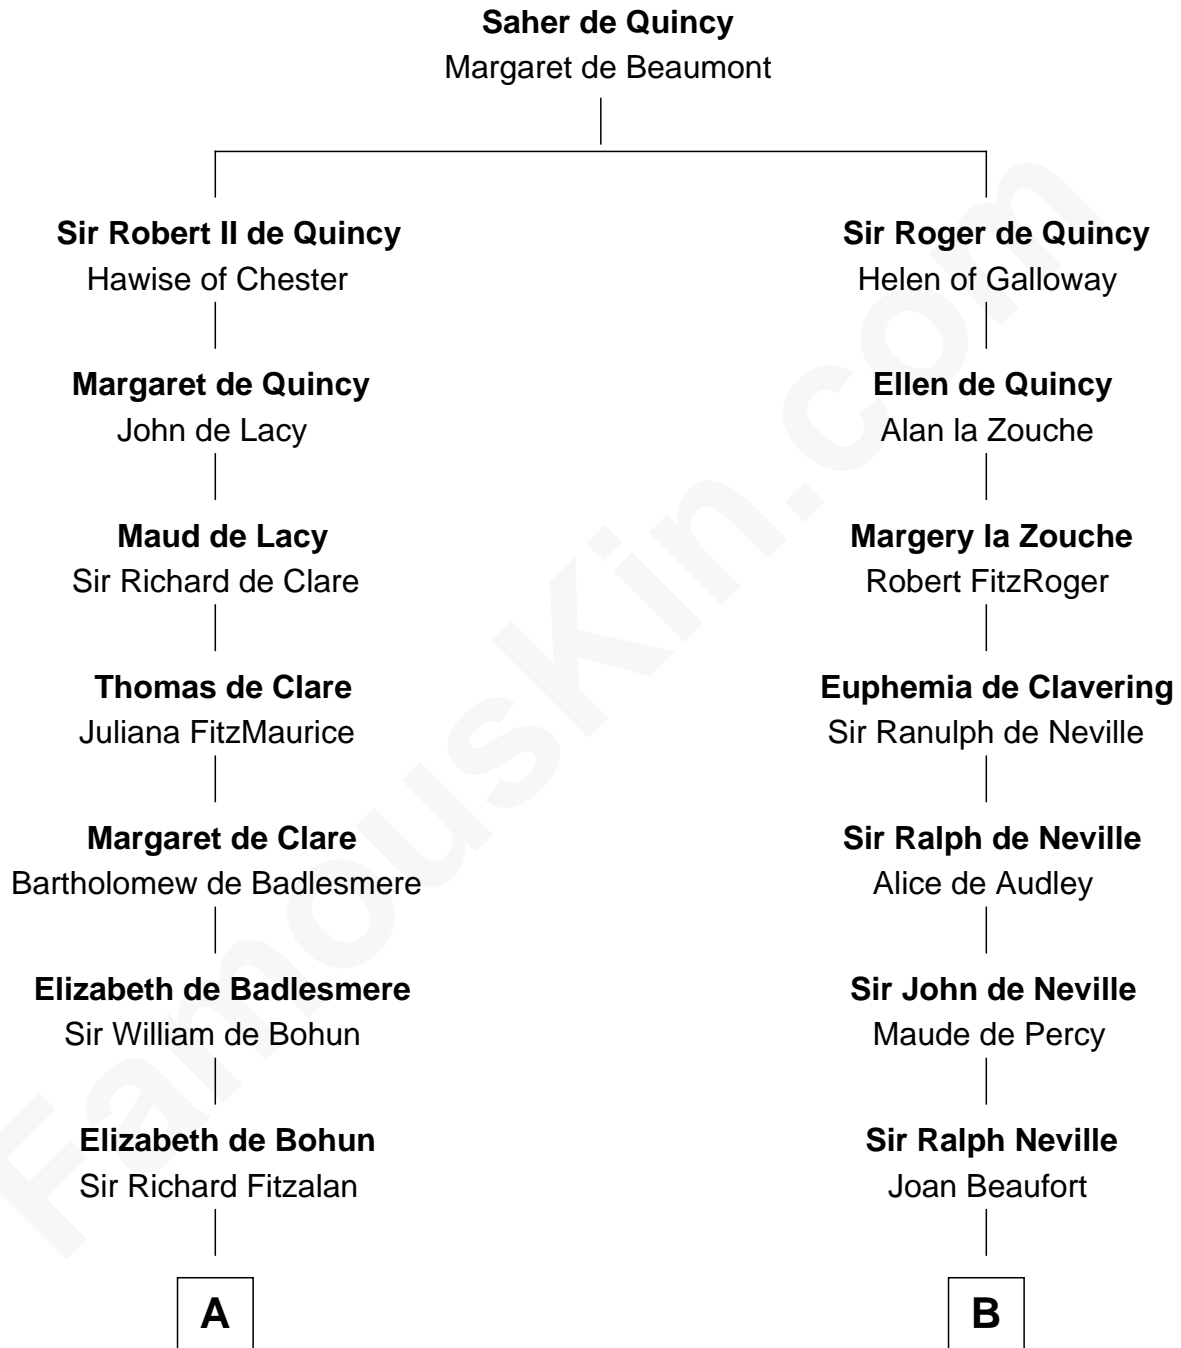 Saher de Quincy
Margaret de Beaumont
Sir Robert II de Quincy
Hawise of Chester
Margaret de Quincy
John de Lacy
Maud de Lacy
Sir Richard de Clare
Thomas de Clare
Juliana FitzMaurice
Margaret de Clare
Bartholomew de Badlesmere
Elizabeth de Badlesmere
Sir William de Bohun
Elizabeth de Bohun
Sir Richard Fitzalan
A
Sir Roger de Quincy
Helen of Galloway
Ellen de Quincy
Alan la Zouche
Margery la Zouche
Robert FitzRoger
Euphemia de Clavering
Sir Ranulph de Neville
Sir Ralph de Neville
Alice de Audley
Sir John de Neville
Maude de Percy
Sir Ralph Neville
Joan Beaufort
B
FamousKin.com